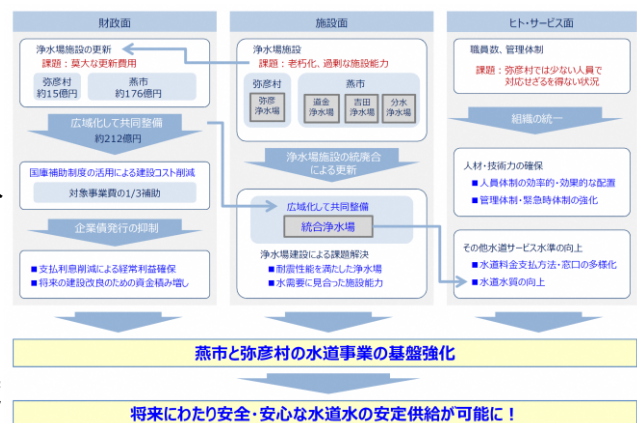 財政面
浄水場施設の更新
課題：莫大な更新費用
弥彦村
約15億円
燕市
約176億円
広域化して共同整備
約212億円
国庫補助制度の活用による建設コスト削減
対象事業費の1/3補助
企業債発行の抑制
■支払利息削減による経常利益確保
■将来の建設改良のための資金積み増し
施設面
浄水場施設
課題：老朽化、過剰な施設能力
弥彦村
弥彦
浄水場
燕市
道金
浄水場
吉田
浄水場
分水
浄水場
浄水場施設の統廃合
による更新
広域化して共同整備
統合浄水場
浄水場建設による課題解決
■耐震性能を満たした浄水場
■水需要に見合った施設能力
ヒト・サービス面
職員数、管理体制
課題：弥彦村では少ない人員で
対応せざるを得ない状況
組織の統一
人材・技術力の確保
■人員体制の効率的・効果的な配置
■管理体制・緊急時体制の強化
その他水道サービス水準の向上
■水道料金支払方法・窓口の多様化
■水道水質の向上
燕市と弥彦村の水道事業の基盤強化
将来にわたり安全・安心な水道水の安定供給が可能に！